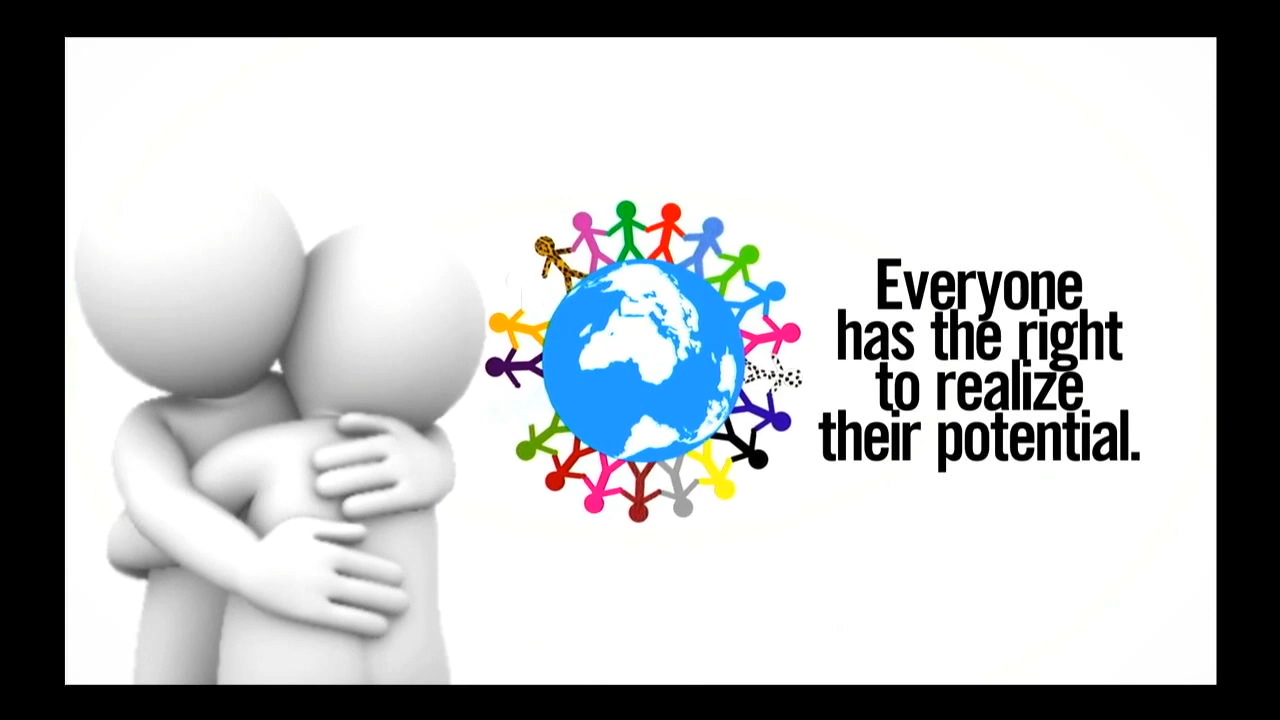 Everyone
has the right
to realize
their potential.